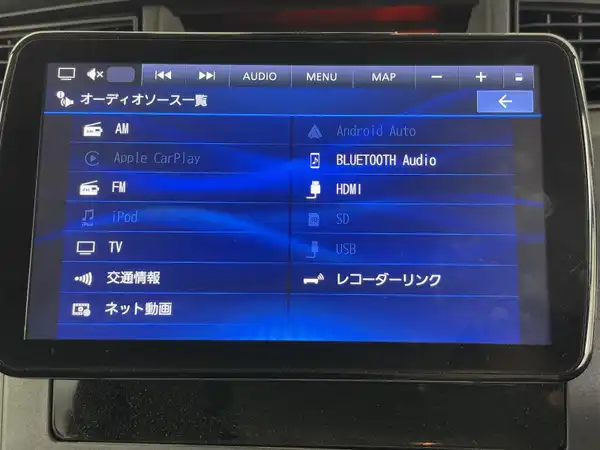 AUDIO MENU MAP − +
オーディオソース一覧
AM
Android Auto
Apple CarPlay
BLUETOOTH Audio
FM
HDMI
iPod
SD
TV
USB
交通情報
レコーダーリンク
ネット動画